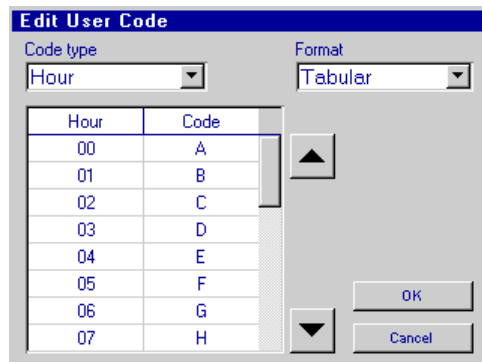 Edit User Code
Code type Format
Hour Tabular
Hour Code
00 A
01 B
02 C
03 D
04 E
05 F
06 G
07 H
OK
Cancel